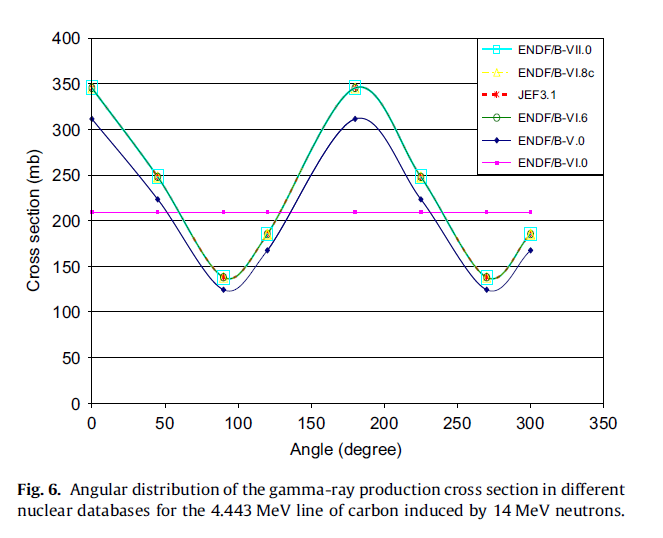 400
350
300
250
200
150
100
50
0
Cross section (mb)
ENDF/B-VII.0
ENDF/B-VI.8c
JEF3.1
ENDF/B-VI.6
ENDF/B-V.0
ENDF/B-VI.0
0 50 100 150 200 250 300 350
Angle (degree)
Fig. 6. Angular distribution of the gamma-ray production cross section in different
nuclear databases for the 4.443 MeV line of carbon induced by 14 MeV neutrons.